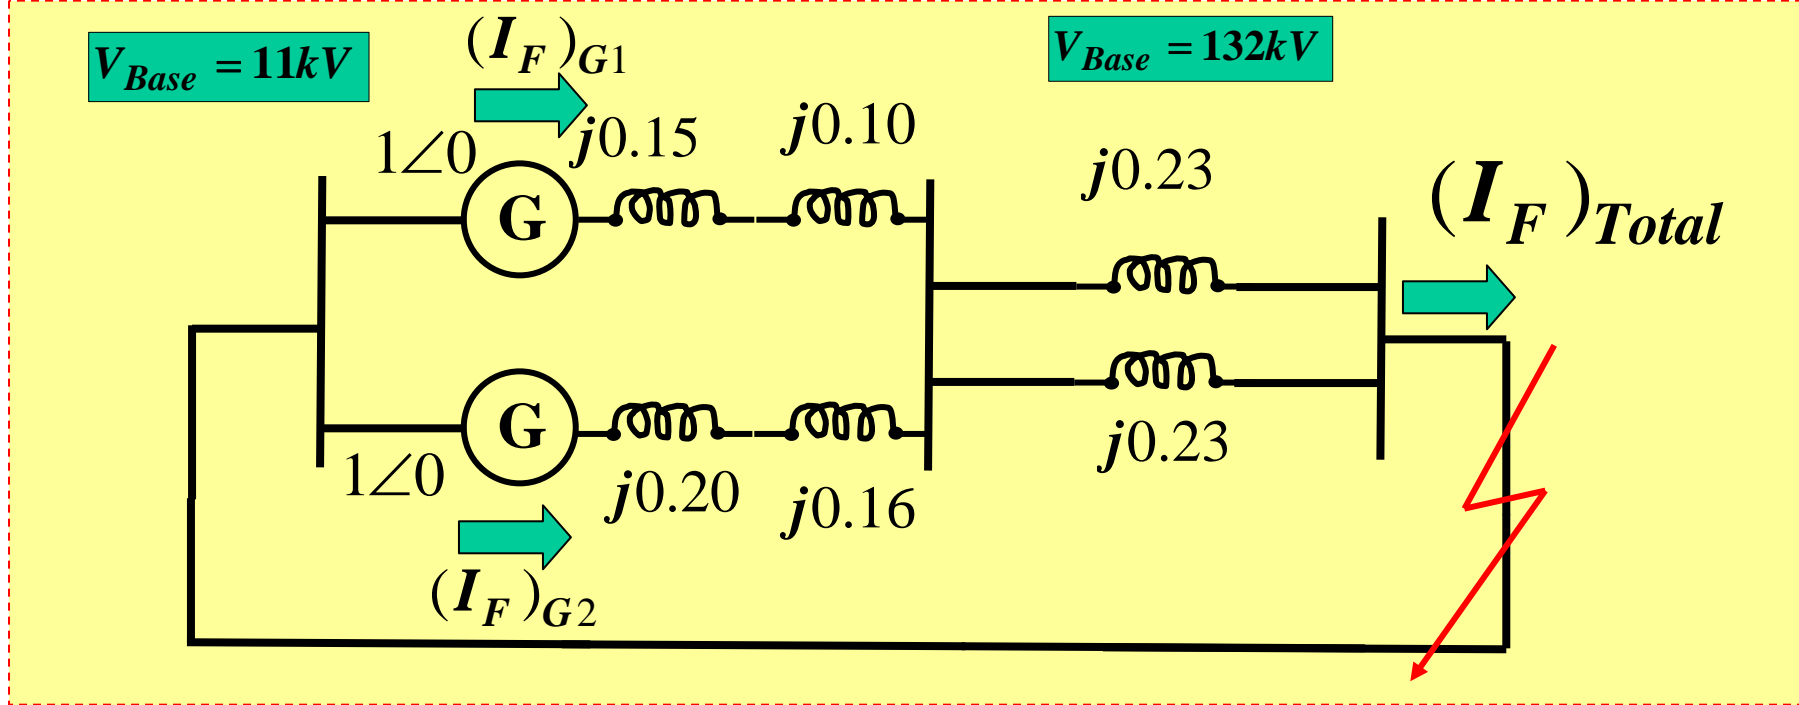 V_Base = 11kV
(I_F)_G1
V_Base = 132kV
1∠0
j0.15
j0.10
j0.23
(I_F)_Total
G
G
1∠0
j0.20
j0.16
j0.23
(I_F)_G2